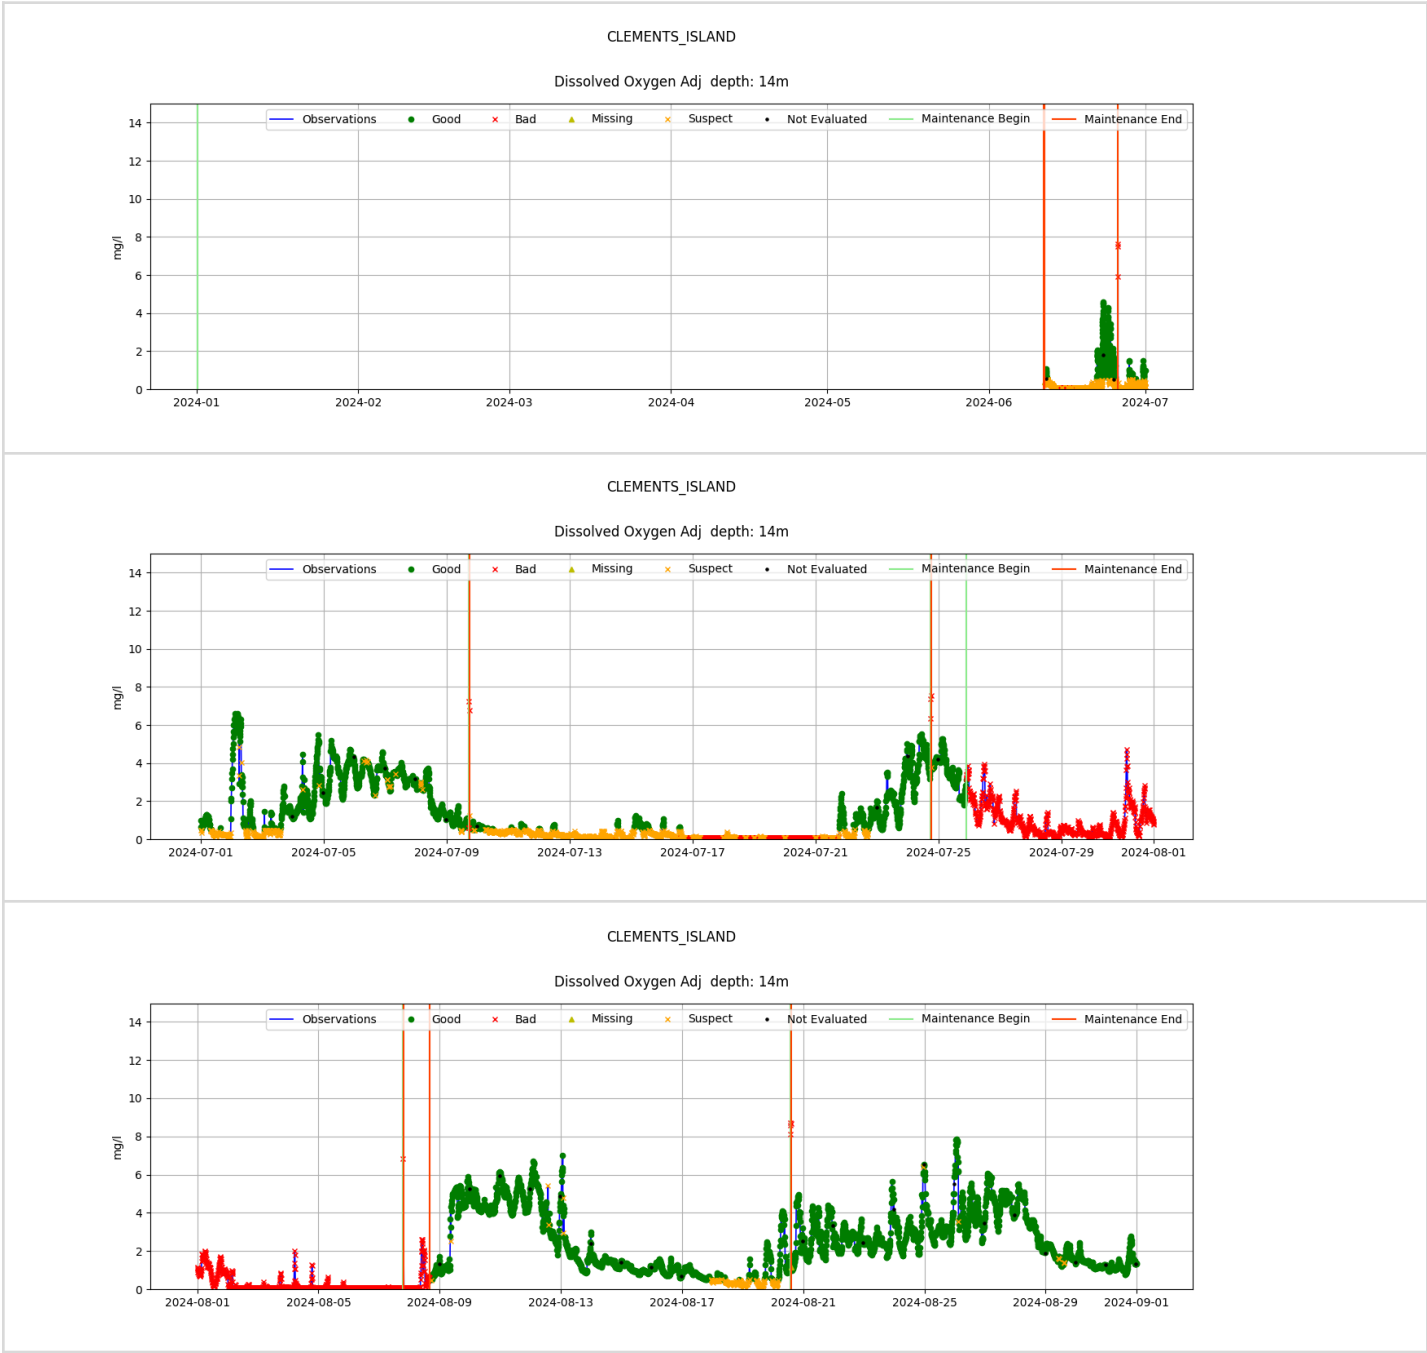 CLEMENTS_ISLAND
Dissolved Oxygen Adj depth: 14m
Observations Good Bad Missing Suspect Not Evaluated Maintenance Begin Maintenance End
14
12
10
8
mg/l
6
4
2
0
2024-01 2024-02 2024-03 2024-04 2024-05 2024-06 2024-07
CLEMENTS_ISLAND
Dissolved Oxygen Adj depth: 14m
Observations Good Bad Missing Suspect Not Evaluated Maintenance Begin Maintenance End
14
12
10
8
mg/l
6
4
2
0
2024-07-01 2024-07-05 2024-07-09 2024-07-13 2024-07-17 2024-07-21 2024-07-25 2024-07-29 2024-08-01
CLEMENTS_ISLAND
Dissolved Oxygen Adj depth: 14m
Observations Good Bad Missing Suspect Not Evaluated Maintenance Begin Maintenance End
14
12
10
8
mg/l
6
4
2
0
2024-08-01 2024-08-05 2024-08-09 2024-08-13 2024-08-17 2024-08-21 2024-08-25 2024-08-29 2024-09-01